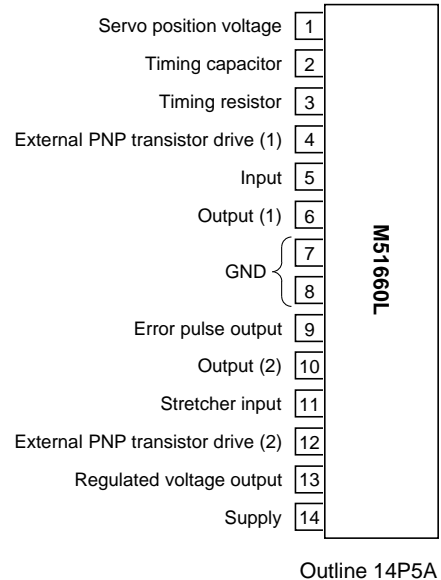 Servo position voltage 1
Timing capacitor 2
Timing resistor 3
External PNP transistor drive (1) 4
Input 5
Output (1) 6
7
GND
8
Error pulse output 9
Output (2) 10
Stretcher input 11
External PNP transistor drive (2) 12
Regulated voltage output 13
Supply 14
M51660L
Outline 14P5A